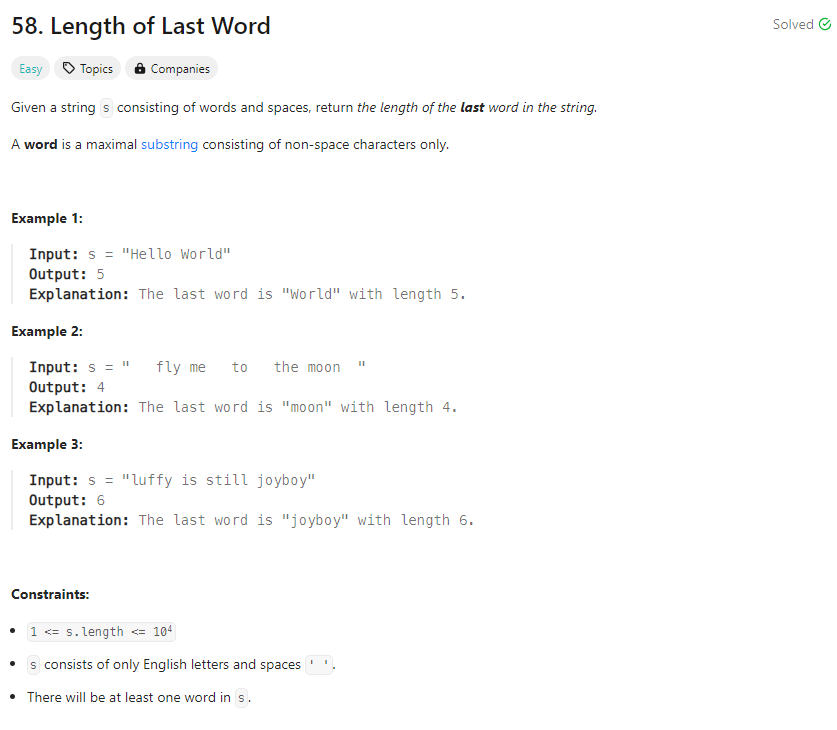 58. Length of Last Word
Solved
Easy
Topics
Companies
Given a string s consisting of words and spaces, return the length of the last word in the string.
A word is a maximal substring consisting of non-space characters only.
Example 1:
Input: s = "Hello World"
Output: 5
Explanation: The last word is "World" with length 5.
Example 2:
Input: s = "   fly me   to   the moon  "
Output: 4
Explanation: The last word is "moon" with length 4.
Example 3:
Input: s = "luffy is still joyboy"
Output: 6
Explanation: The last word is "joyboy" with length 6.
Constraints:
1 <= s.length <= 10⁴
s consists of only English letters and spaces ' '.
There will be at least one word in s.